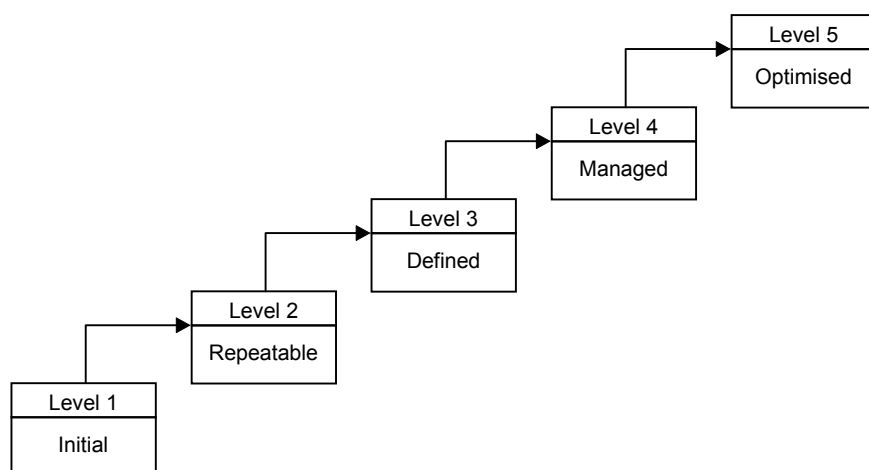 Level 5
Optimised
Level 4
Managed
Level 3
Defined
Level 2
Repeatable
Level 1
Initial